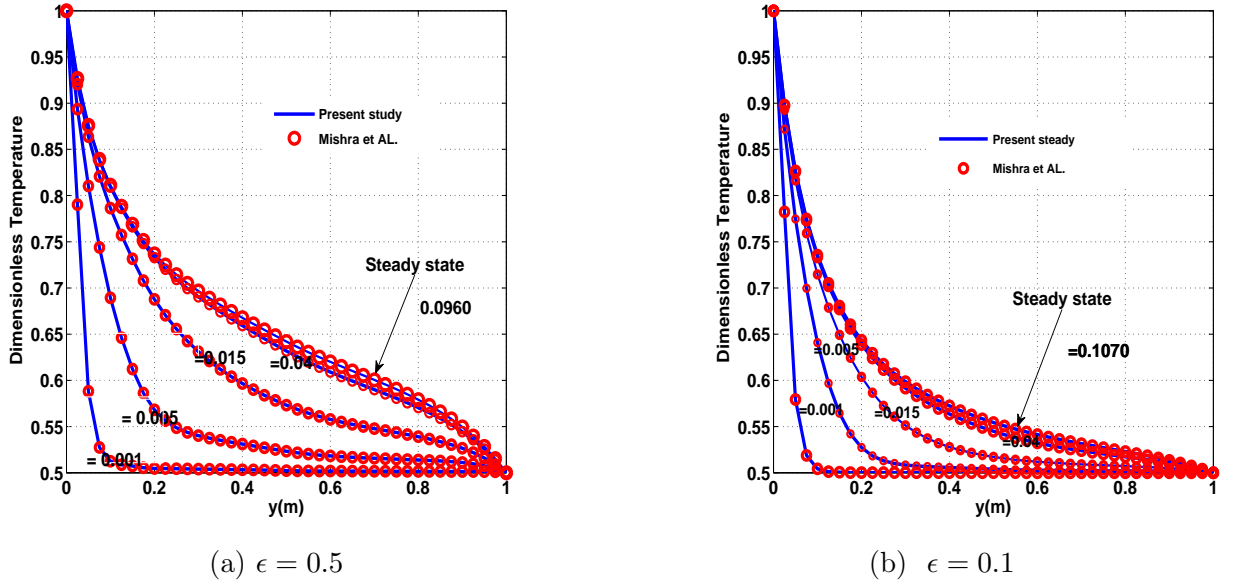 1
0.95
0.9
0.85
0.8
0.75
0.7
0.65
0.6
0.55
0.5
Dimensionless Temperature
Present study
Mishra et AL.
Steady state
0.0960
=0.015
=0.04
= 0.005
= 0.001
0 0.2 0.4 0.6 0.8 1
y(m)
(a) ϵ = 0.5
1
0.95
0.9
0.85
0.8
0.75
0.7
0.65
0.6
0.55
0.5
Dimensionless Temperature
Present steady
Mishra et AL.
Steady state
=0.1070
=0.005
=0.001
=0.015
=0.04
0 0.2 0.4 0.6 0.8 1
y(m)
(b) ϵ = 0.1